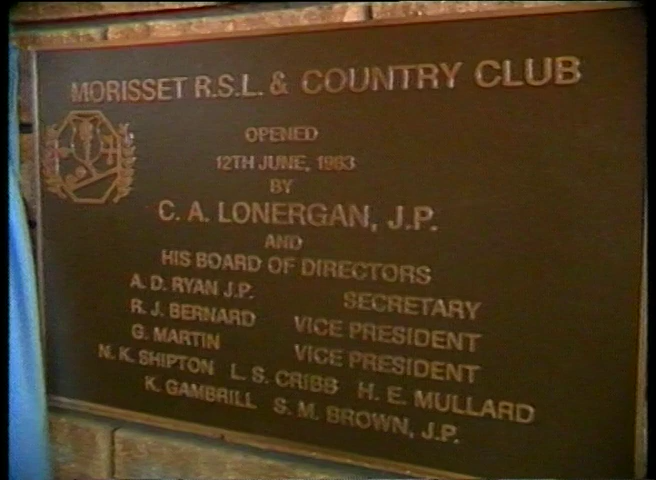 MORISSET R.S.L. & COUNTRY CLUB
OPENED
12TH JUNE, 1983
BY
C. A. LONERGAN, J.P.
AND
HIS BOARD OF DIRECTORS
A. D. RYAN J.P. SECRETARY
R. J. BERNARD VICE PRESIDENT
G. MARTIN VICE PRESIDENT
N. K. SHIPTON L. S. CRIBB H. E. MULLARD
K. GAMBRILL S. M. BROWN, J.P.